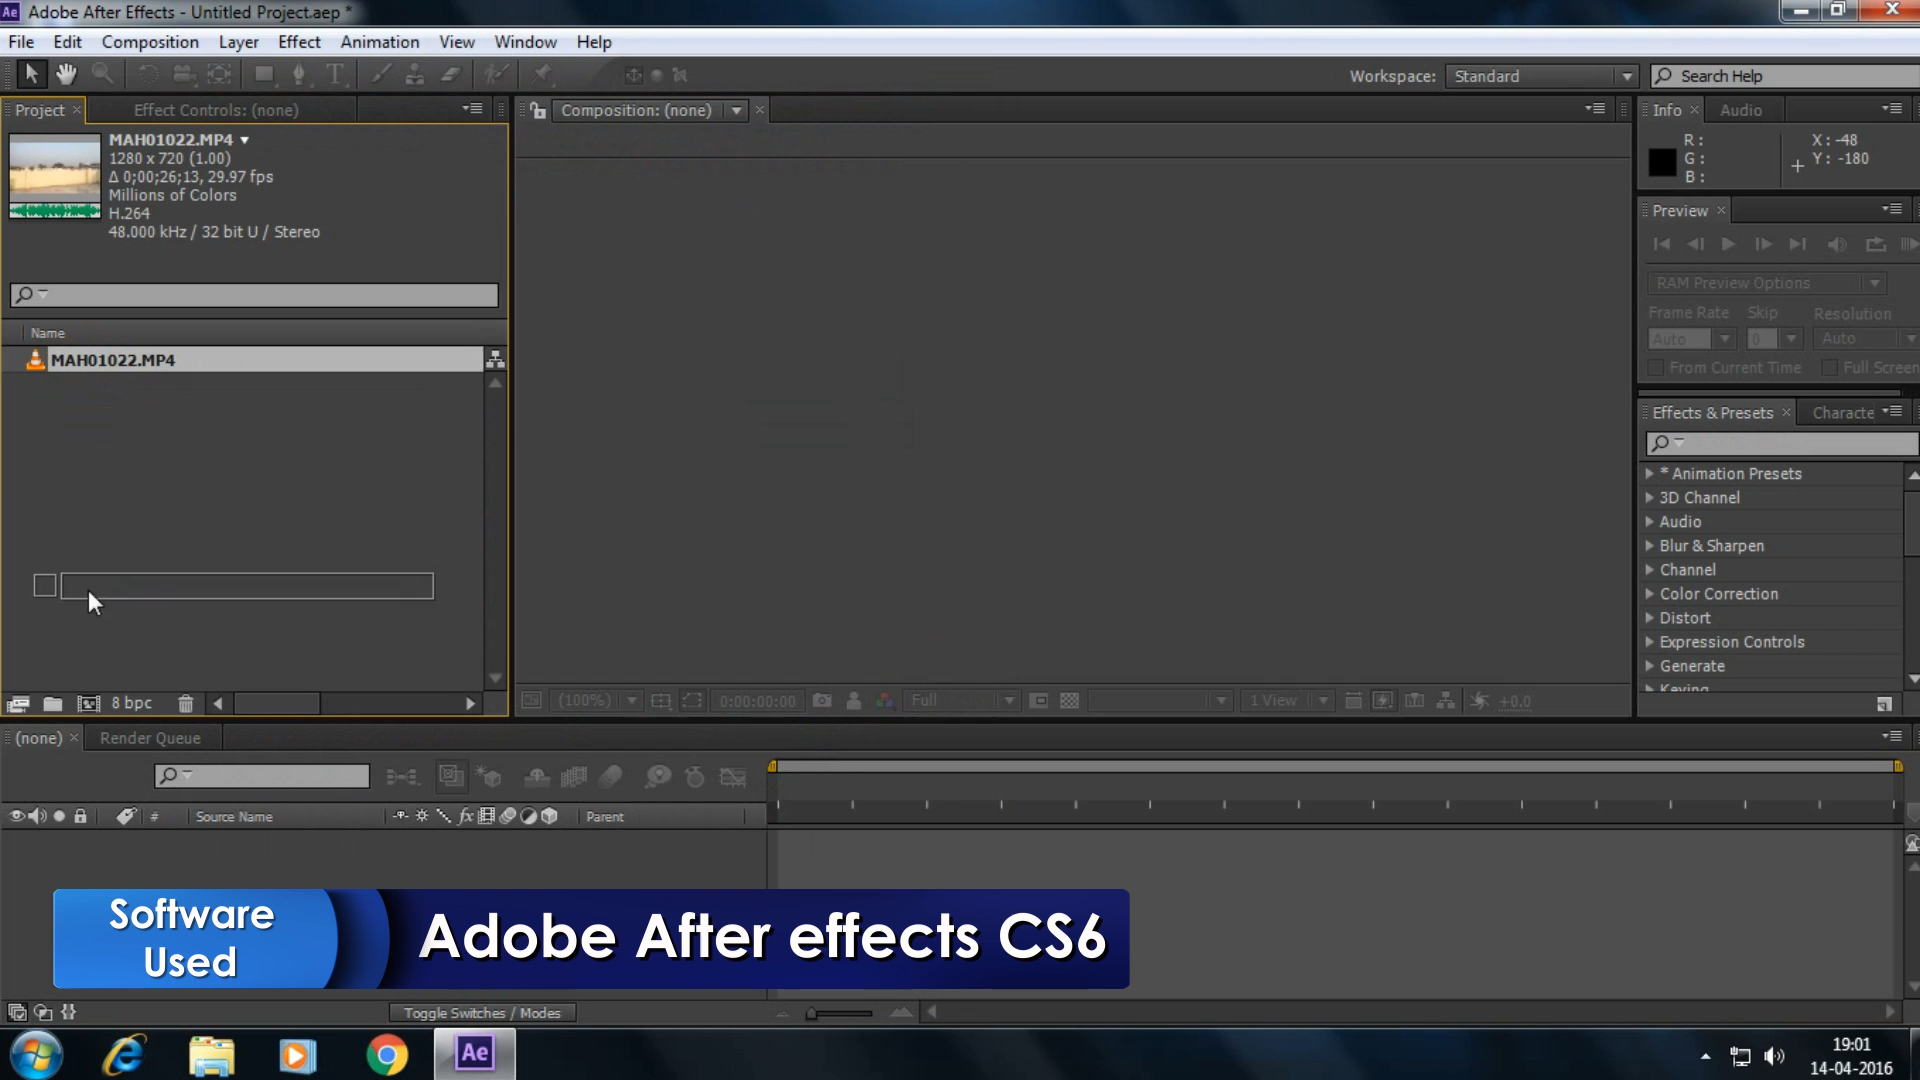 Ae Adobe After Effects - Untitled Project.aep *
File Edit Composition Layer Effect Animation View Window Help
T Workspace: Standard Search Help
Project Effect Controls: (none)
MAH01022.MP4
1280 x 720 (1.00)
Δ 0;00;26;13, 29.97 fps
Millions of Colors
H.264
48.000 kHz / 32 bit U / Stereo
Name
MAH01022.MP4
8 bpc
Composition: (none)
(100%) 0:00:00:00 Full 1 View +0.0
Info Audio
R :
G :
B :
X : -48
Y : -180
Preview
RAM Preview Options
Frame Rate Skip Resolution
Auto 0 Auto
From Current Time Full Screen
Effects & Presets Characte
* Animation Presets
3D Channel
Audio
Blur & Sharpen
Channel
Color Correction
Distort
Expression Controls
Generate
Keying
(none) Render Queue
# Source Name fx Parent
Software
Used
Adobe After effects CS6
Toggle Switches / Modes
Ae
19:01
14-04-2016